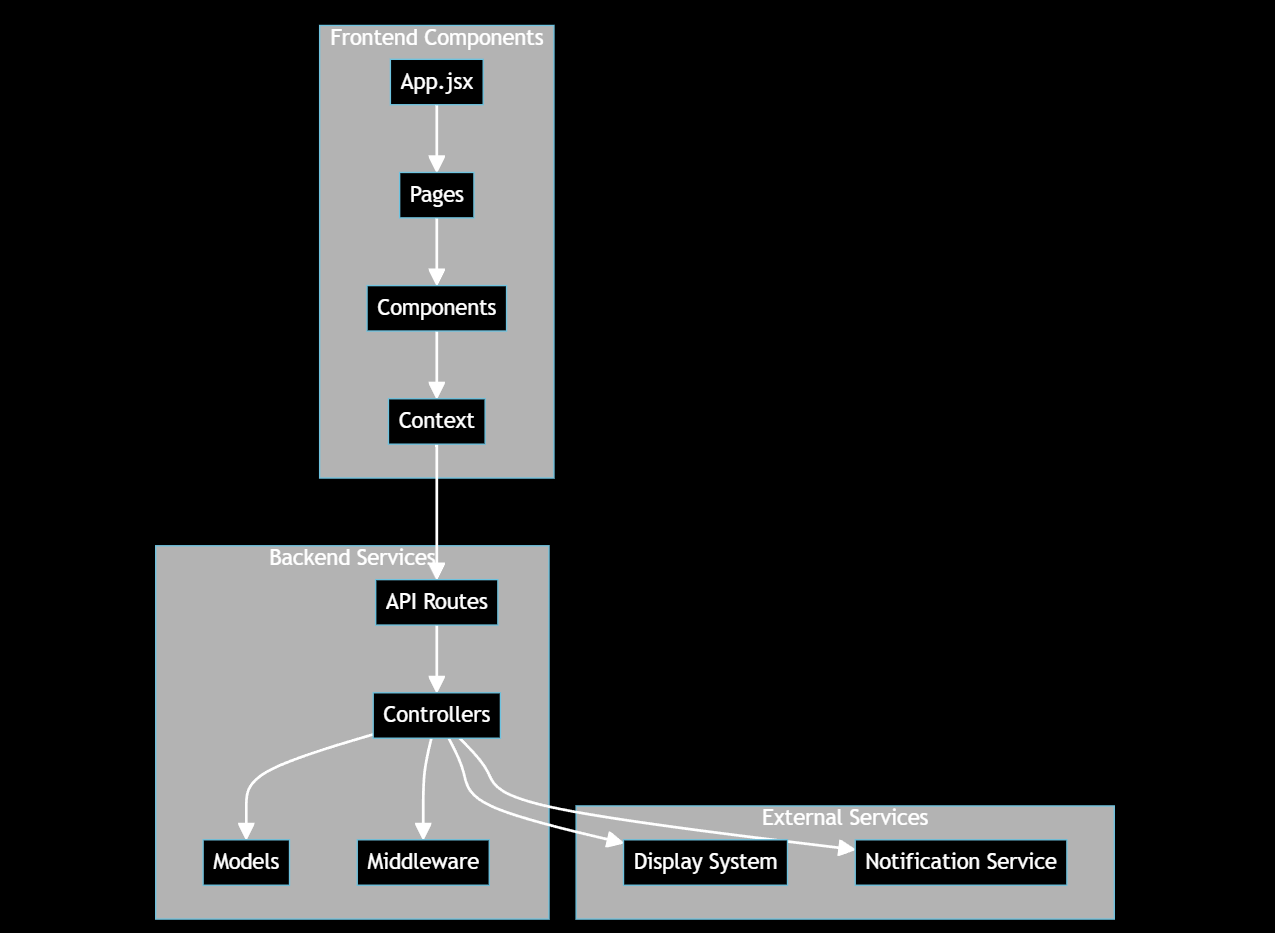 Frontend Components
App.jsx
Pages
Components
Context
Backend Services
API Routes
Controllers
External Services
Models
Middleware
Display System
Notification Service